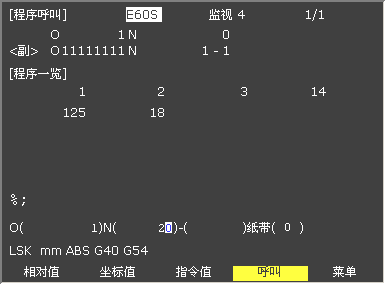 [程序呼叫] E60S 监视 4 1/1
O 1 N 0
<副> O 11111111 N 1 - 1
[程序一览]
1 2 3 14
125 18
% ;
O( 1)N( 20)-( )纸带( 0 )
LSK mm ABS G40 G54
相对值 坐标值 指令值 呼叫 菜单